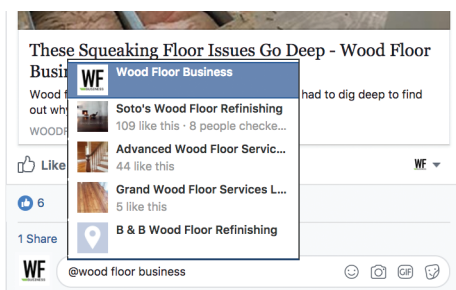 These Squeaking Floor Issues Go Deep - Wood Floor
Busi
WF
Wood Floor Business
Wood f
had to dig deep to find
out wh
Soto's Wood Floor Refinishing
109 like this · 8 people checke...
WOODF
Advanced Wood Floor Servic...
44 like this
Like
WF
Grand Wood Floor Services L...
5 like this
6
B & B Wood Floor Refinishing
1 Share
WF
@wood floor business
GIF